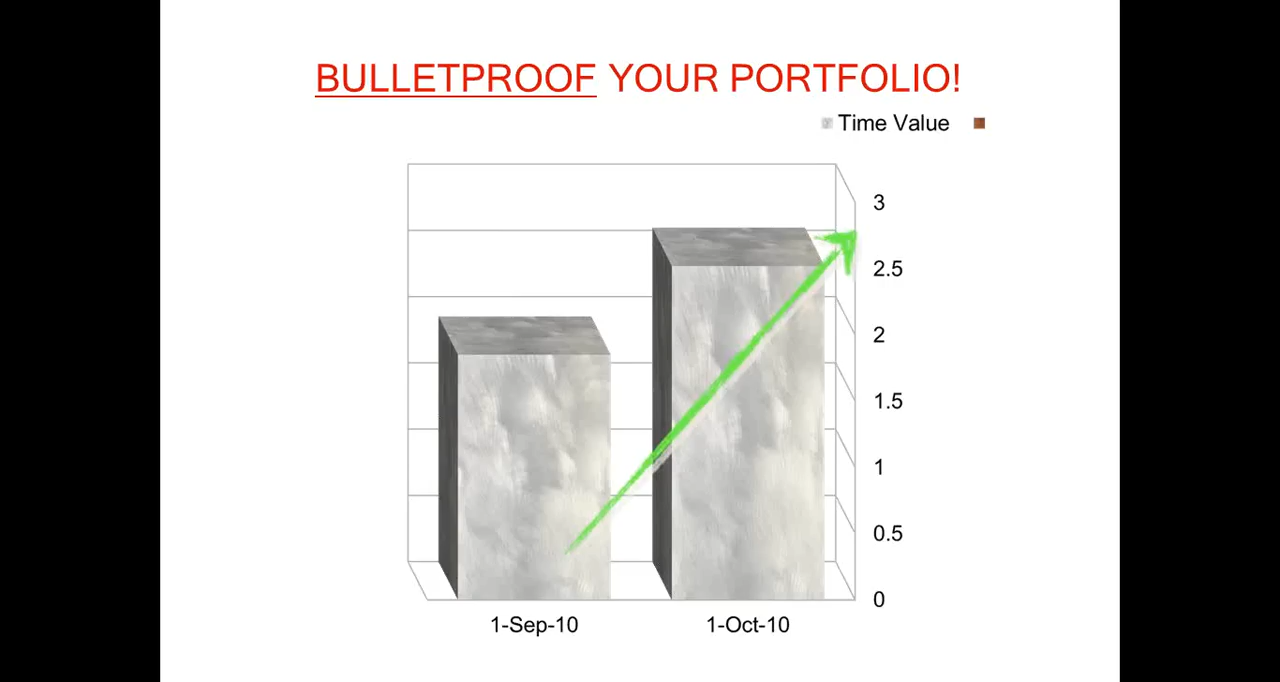 BULLETPROOF YOUR PORTFOLIO!
Time Value
3
2.5
2
1.5
1
0.5
0
1-Sep-10 1-Oct-10